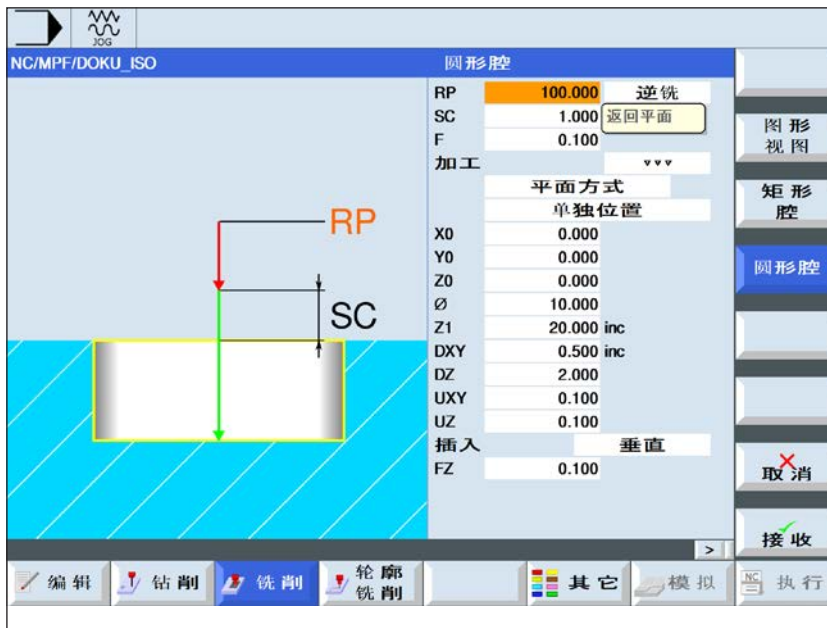 JOG
NC/MPF/DOKU_ISO
圆形腔
RP 100.000 逆铣
SC 1.000 返回平面
F 0.100
加工 ▿▿▿
平面方式
单独位置
X0 0.000
Y0 0.000
Z0 0.000
Ø 10.000
Z1 20.000 inc
DXY 0.500 inc
DZ 2.000
UXY 0.100
UZ 0.100
插入 垂直
FZ 0.100
RP
SC
图形
视图
矩形
腔
圆形腔
取消
接收
>
编辑
钻削
铣削
轮廓
铣削
其它
模拟
NC
执行